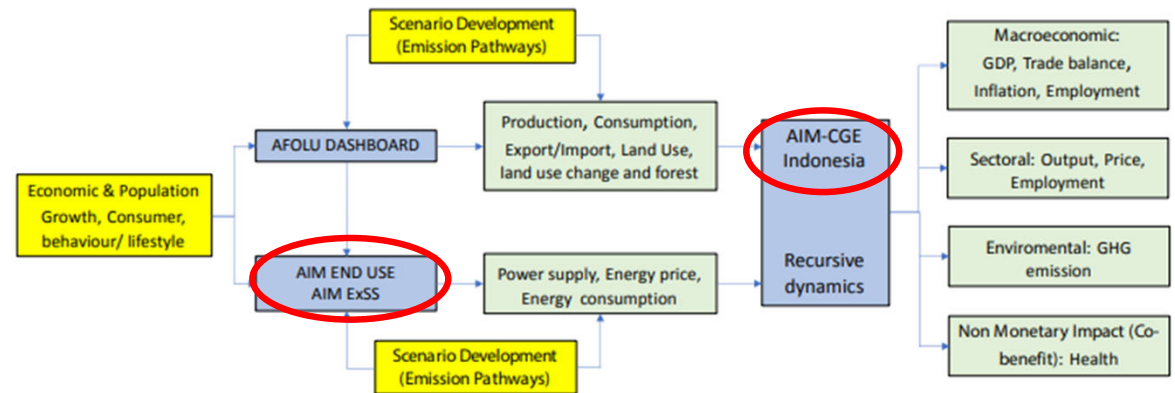 Scenario Development
(Emission Pathways)
Macroeconomic:
GDP, Trade balance,
Inflation, Employment
AFOLU DASHBOARD
Production, Consumption,
Export/Import, Land Use,
land use change and forest
AIM-CGE
Indonesia
Recursive
dynamics
Sectoral: Output, Price,
Employment
Economic & Population
Growth, Consumer,
behaviour/ lifestyle
AIM END USE
AIM ExSS
Power supply, Energy price,
Energy consumption
Enviromental: GHG
emission
Scenario Development
(Emission Pathways)
Non Monetary Impact (Co-
benefit): Health